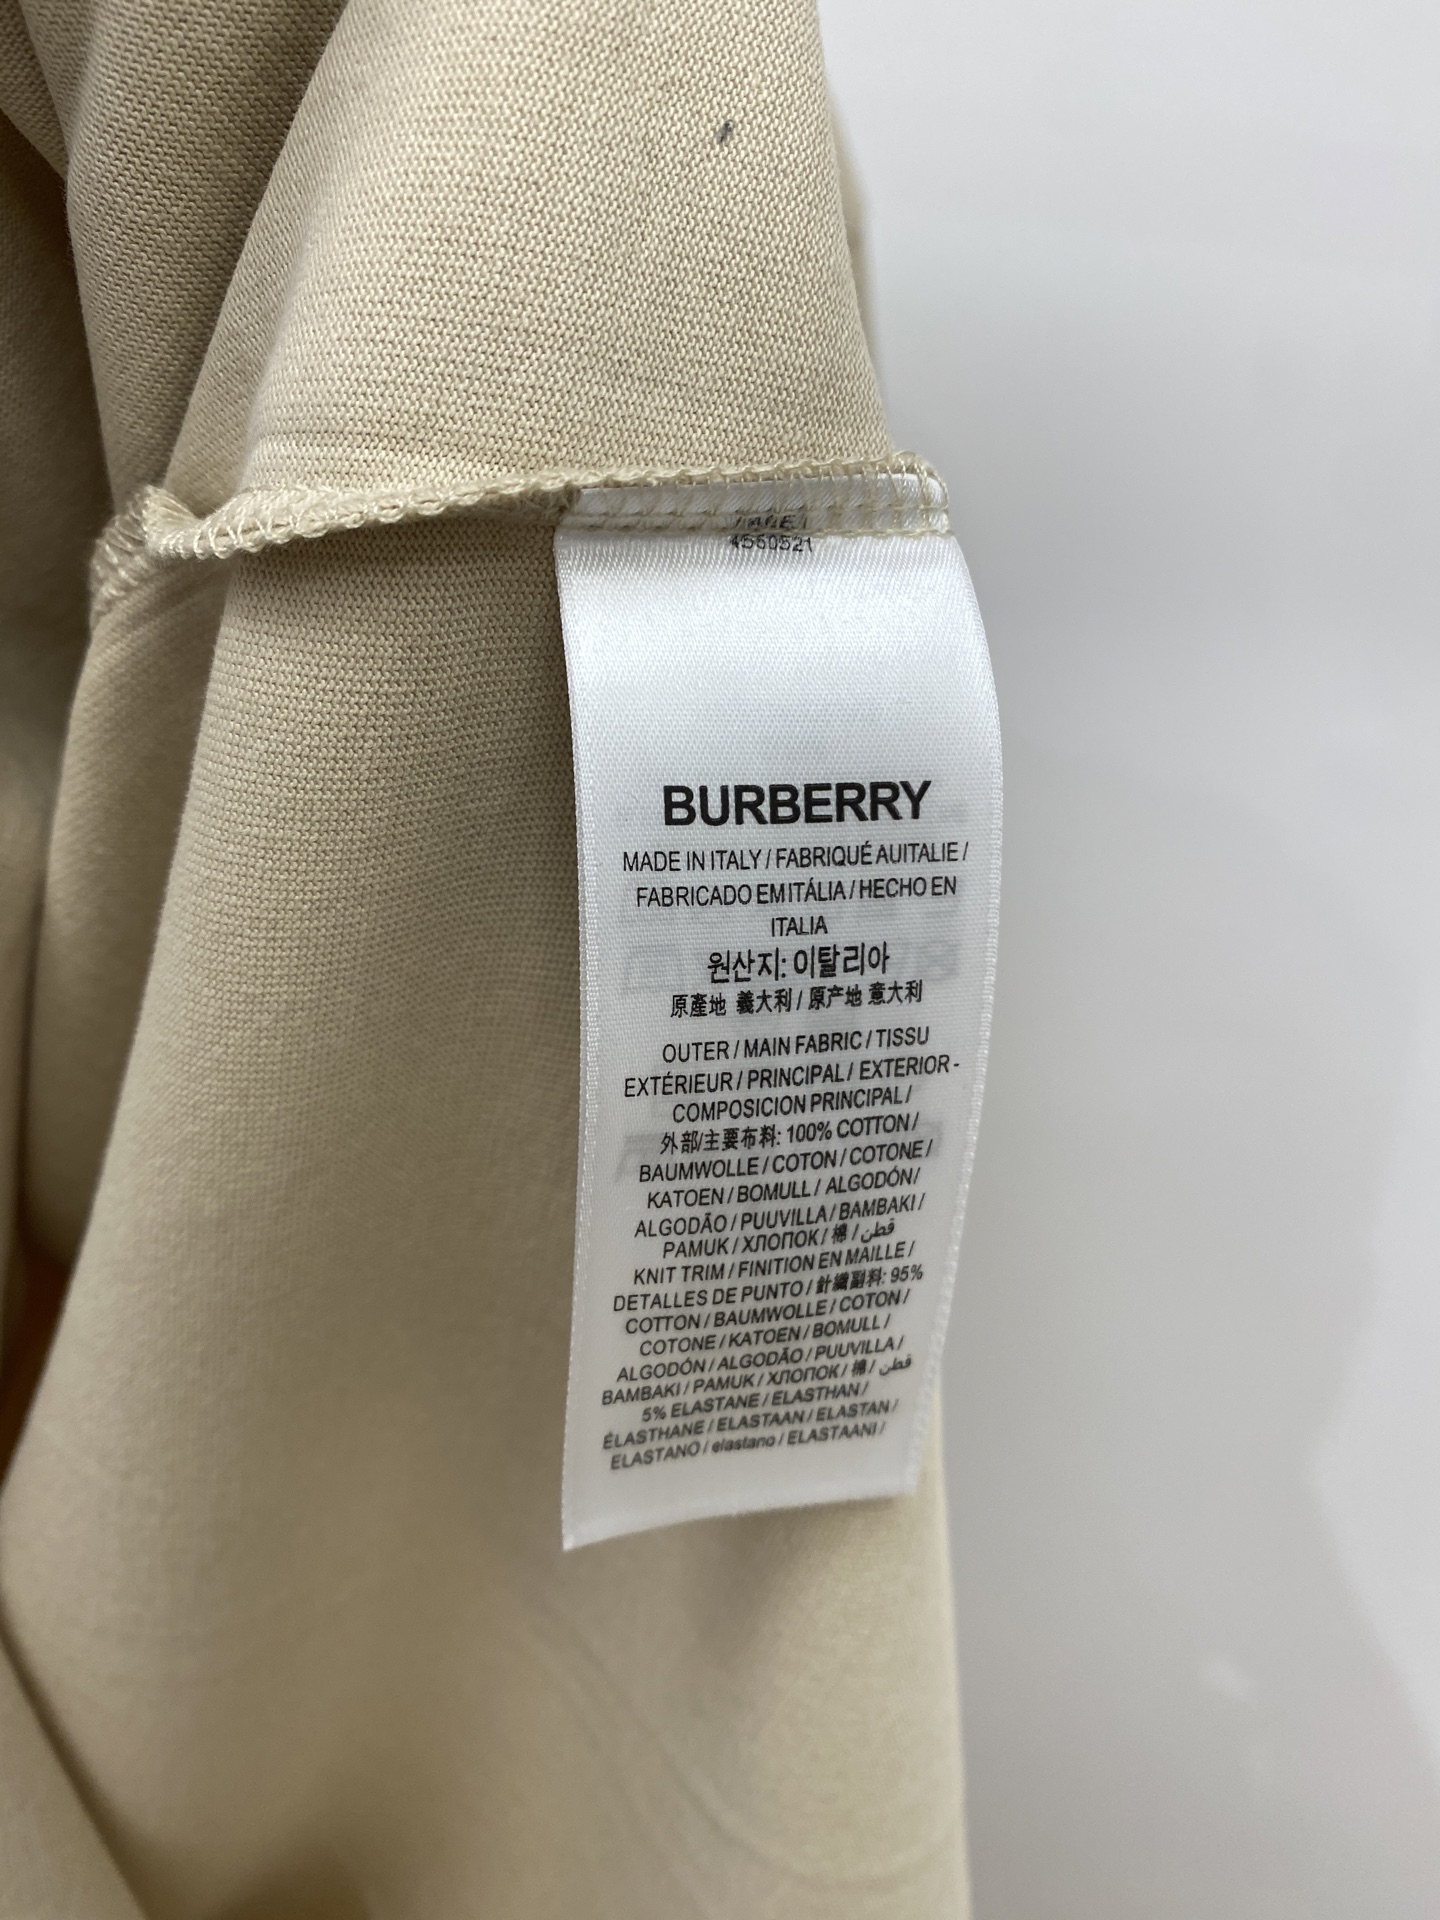 4560521
BURBERRY
MADE IN ITALY / FABRIQUÉ AUITALIE /
FABRICADO EMITÁLIA / HECHO EN
ITALIA
원산지: 이탈리아
原產地 義大利 / 原产地 意大利
OUTER / MAIN FABRIC / TISSU
EXTÉRIEUR / PRINCIPAL / EXTERIOR -
COMPOSICION PRINCIPAL /
外部/主要布料: 100% COTTON /
BAUMWOLLE / COTON / COTONE /
KATOEN / BOMULL / ALGODÓN /
ALGODÃO / PUUVILLA / BAMBAKI /
PAMUK / ХЛОПОК / 棉 / قطن
KNIT TRIM / FINITION EN MAILLE /
DETALLES DE PUNTO / 針織副料: 95%
COTTON / BAUMWOLLE / COTON /
COTONE / KATOEN / BOMULL /
ALGODÓN / ALGODÃO / PUUVILLA /
BAMBAKI / PAMUK / ХЛОПОК / 棉 / قطن
5% ELASTANE / ELASTHAN /
ÉLASTHANE / ELASTAAN / ELASTAN /
ELASTANO / elastano / ELASTAANI /